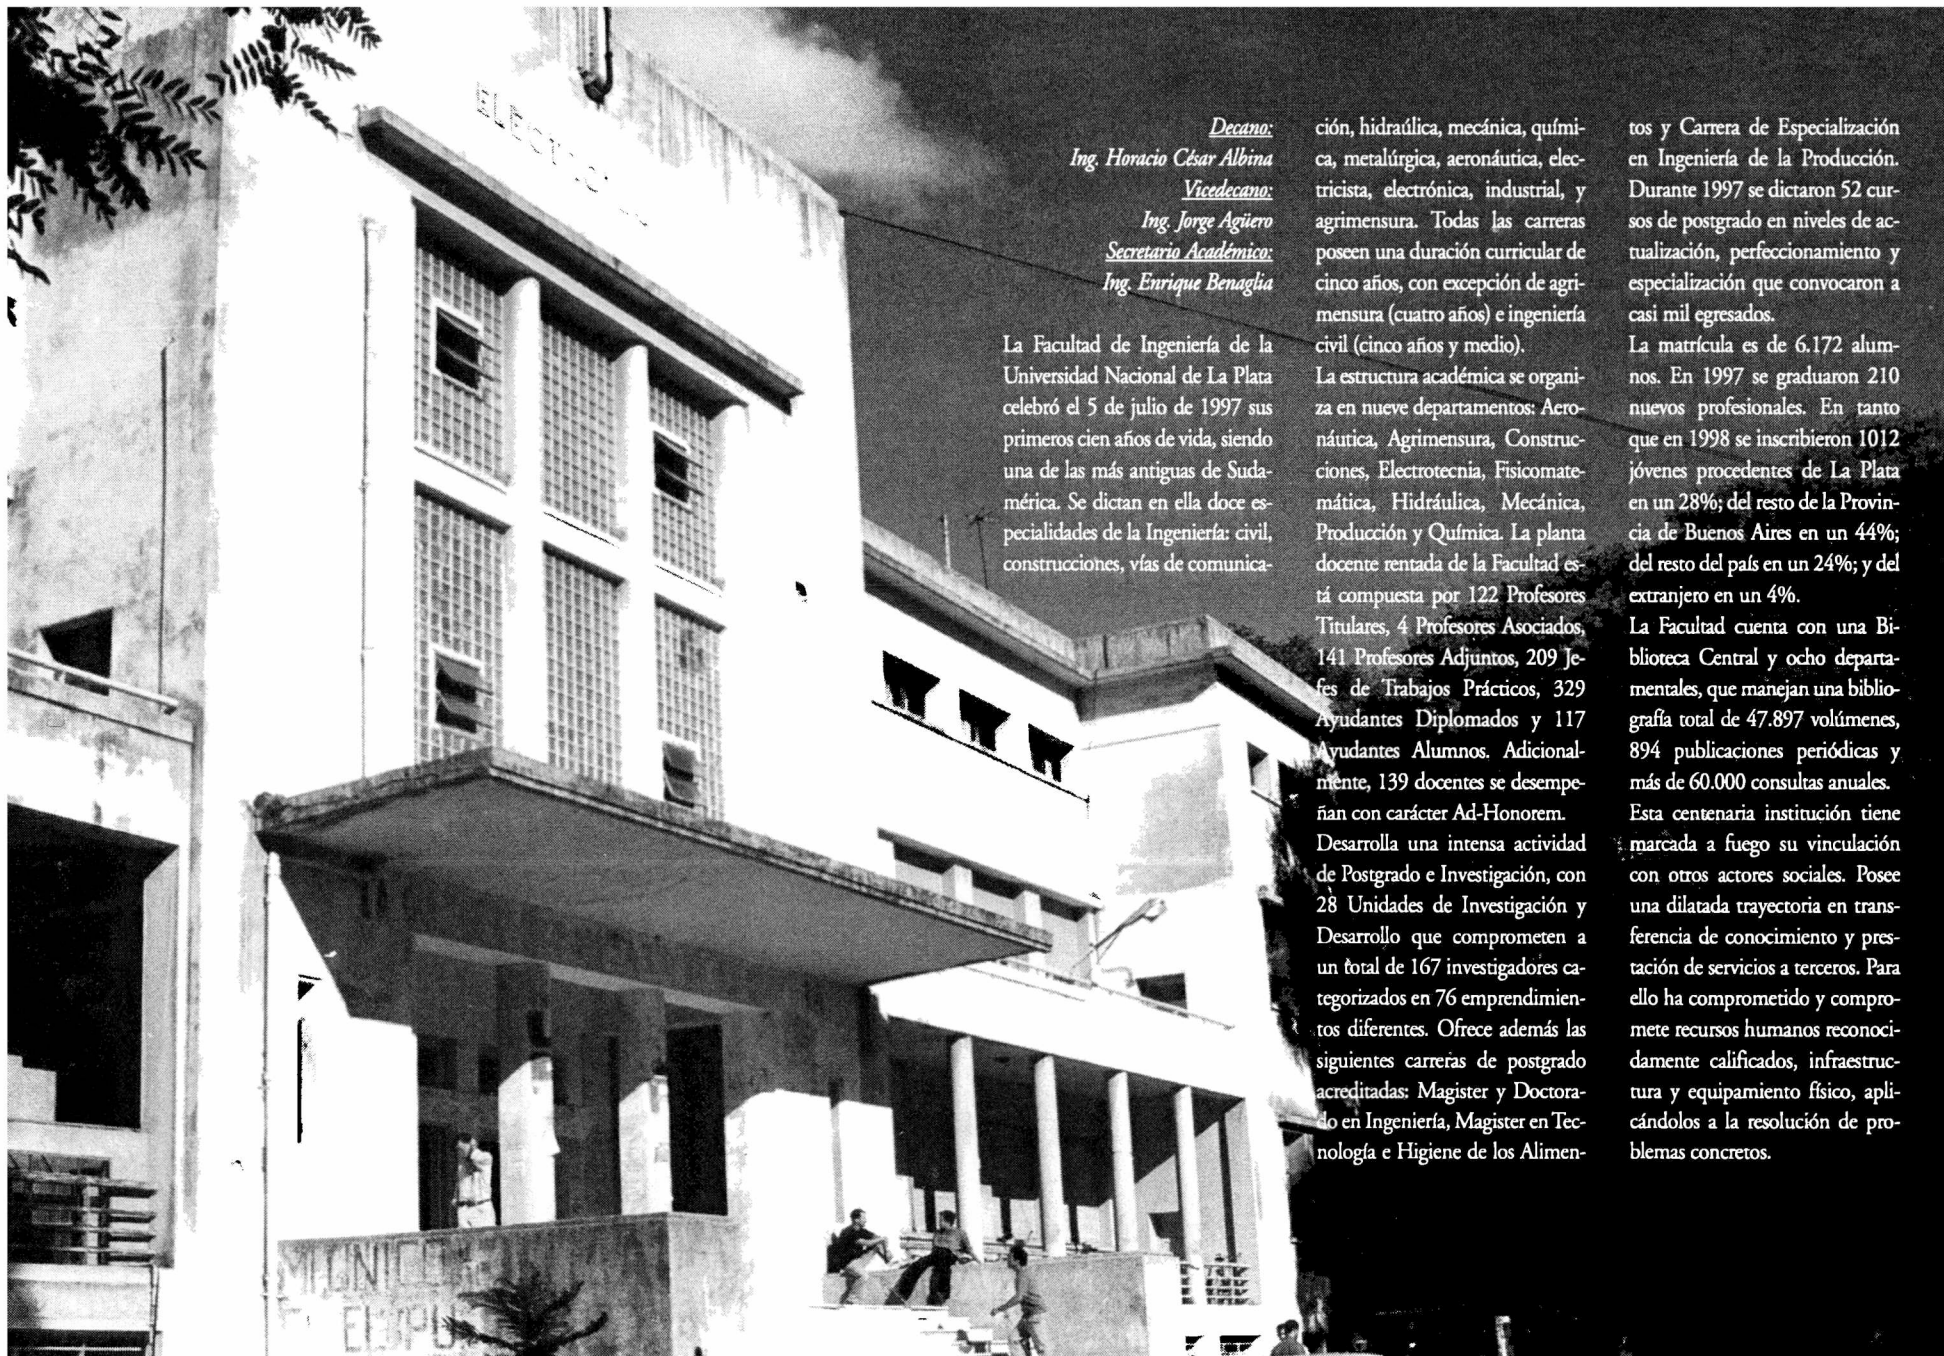 Decano:
Ing. Horacio César Albina
Vicedecano:
Ing. Jorge Agüero
Secretario Académico:
Ing. Enrique Benaglia
La Facultad de Ingeniería de la
Universidad Nacional de La Plata
celebró el 5 de julio de 1997 sus
primeros cien años de vida, siendo
una de las más antiguas de Suda-
mérica. Se dictan en ella doce es-
pecialidades de la Ingeniería: civil,
construcciones, vías de comunica-
ción, hidraúlica, mecánica, quími-
ca, metalúrgica, aeronáutica, elec-
tricista, electrónica, industrial, y
agrimensura. Todas las carreras
poseen una duración curricular de
cinco años, con excepción de agri-
mensura (cuatro años) e ingeniería
civil (cinco años y medio).
La estructura académica se organi-
za en nueve departamentos: Aero-
náutica, Agrimensura, Construc-
ciones, Electrotecnia, Fisicomate-
mática, Hidráulica, Mecánica,
Producción y Química. La planta
docente rentada de la Facultad es-
tá compuesta por 122 Profesores
Titulares, 4 Profesores Asociados,
141 Profesores Adjuntos, 209 Je-
fes de Trabajos Prácticos, 329
Ayudantes Diplomados y 117
Ayudantes Alumnos. Adicional-
mente, 139 docentes se desempe-
ñan con carácter Ad-Honorem.
Desarrolla una intensa actividad
de Postgrado e Investigación, con
28 Unidades de Investigación y
Desarrollo que comprometen a
un total de 167 investigadores ca-
tegorizados en 76 emprendimien-
tos diferentes. Ofrece además las
siguientes carreras de postgrado
acreditadas: Magister y Doctora-
do en Ingeniería, Magister en Tec-
nología e Higiene de los Alimen-
tos y Carrera de Especialización
en Ingeniería de la Producción.
Durante 1997 se dictaron 52 cur-
sos de postgrado en niveles de ac-
tualización, perfeccionamiento y
especialización que convocaron a
casi mil egresados.
La matrícula es de 6.172 alum-
nos. En 1997 se graduaron 210
nuevos profesionales. En tanto
que en 1998 se inscribieron 1012
jóvenes procedentes de La Plata
en un 28%; del resto de la Provin-
cia de Buenos Aires en un 44%;
del resto del país en un 24%; y del
extranjero en un 4%.
La Facultad cuenta con una Bi-
blioteca Central y ocho departa-
mentales, que manejan una biblio-
grafía total de 47.897 volúmenes,
894 publicaciones periódicas y
más de 60.000 consultas anuales.
Esta centenaria institución tiene
marcada a fuego su vinculación
con otros actores sociales. Posee
una dilatada trayectoria en trans-
ferencia de conocimiento y pres-
tación de servicios a terceros. Para
ello ha comprometido y compro-
mete recursos humanos reconoci-
damente calificados, infraestruc-
tura y equipamiento físico, apli-
cándolos a la resolución de pro-
blemas concretos.